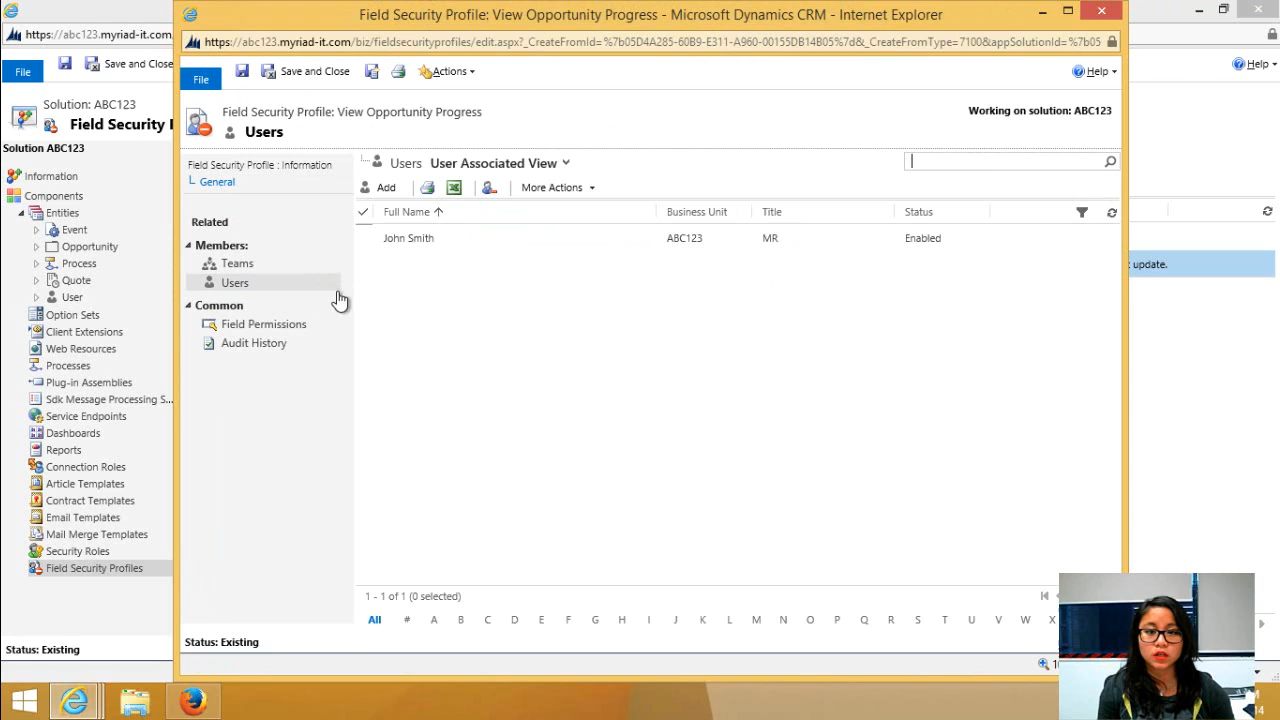 Field Security Profile: View Opportunity Progress - Microsoft Dynamics CRM - Internet Explorer
https://abc123.myriad-it.com
https://abc123.myriad-it.com/biz/fieldsecurityprofiles/edit.aspx?_CreateFromId=%7b05D4A285-60B9-E311-A960-00155DB14B05%7d&_CreateFromType=7100&appSolutionId=%7b05
File
Save and Close
File
Save and Close
Actions
Help
Help
Solution: ABC123
Field Security
Field Security Profile: View Opportunity Progress
Users
Working on solution: ABC123
Solution ABC123
Information
Components
Entities
Event
Opportunity
Process
Quote
User
Option Sets
Client Extensions
Web Resources
Processes
Plug-in Assemblies
Sdk Message Processing S...
Service Endpoints
Dashboards
Reports
Connection Roles
Article Templates
Contract Templates
Email Templates
Mail Merge Templates
Security Roles
Field Security Profiles
Status: Existing
Field Security Profile : Information
General
Related
Members:
Teams
Users
Common
Field Permissions
Audit History
Users User Associated View
Add
More Actions
Full Name Business Unit Title Status
John Smith ABC123 MR Enabled
update.
1 - 1 of 1 (0 selected)
All # A B C D E F G H I J K L M N O P Q R S T U V W X
Status: Existing